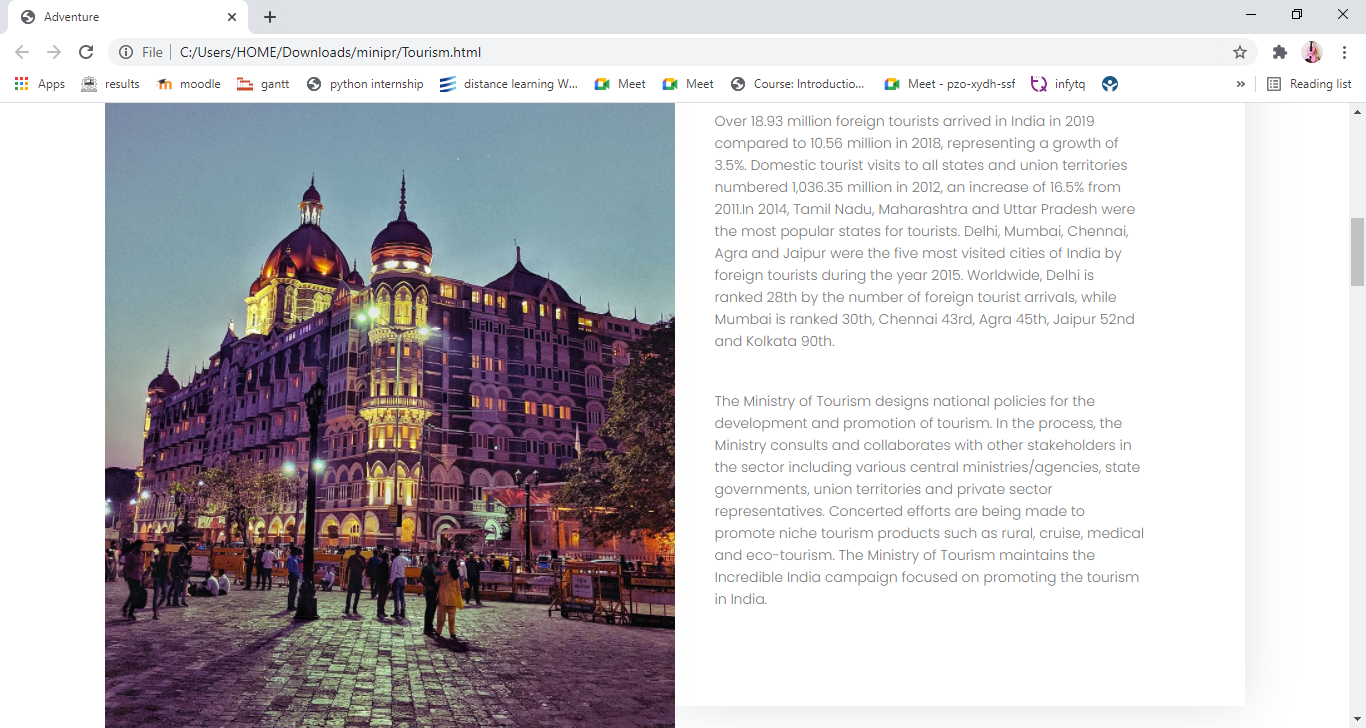 Adventure
File
C:/Users/HOME/Downloads/minipr/Tourism.html
Apps
results
moodle
gantt
python internship
distance learning W...
Meet
Meet
Course: Introductio...
Meet - pzo-xydh-ssf
infytq
»
Reading list
Over 18.93 million foreign tourists arrived in India in 2019
compared to 10.56 million in 2018, representing a growth of
3.5%. Domestic tourist visits to all states and union territories
numbered 1,036.35 million in 2012, an increase of 16.5% from
2011.In 2014, Tamil Nadu, Maharashtra and Uttar Pradesh were
the most popular states for tourists. Delhi, Mumbai, Chennai,
Agra and Jaipur were the five most visited cities of India by
foreign tourists during the year 2015. Worldwide, Delhi is
ranked 28th by the number of foreign tourist arrivals, while
Mumbai is ranked 30th, Chennai 43rd, Agra 45th, Jaipur 52nd
and Kolkata 90th.
The Ministry of Tourism designs national policies for the
development and promotion of tourism. In the process, the
Ministry consults and collaborates with other stakeholders in
the sector including various central ministries/agencies, state
governments, union territories and private sector
representatives. Concerted efforts are being made to
promote niche tourism products such as rural, cruise, medical
and eco-tourism. The Ministry of Tourism maintains the
Incredible India campaign focused on promoting the tourism
in India.